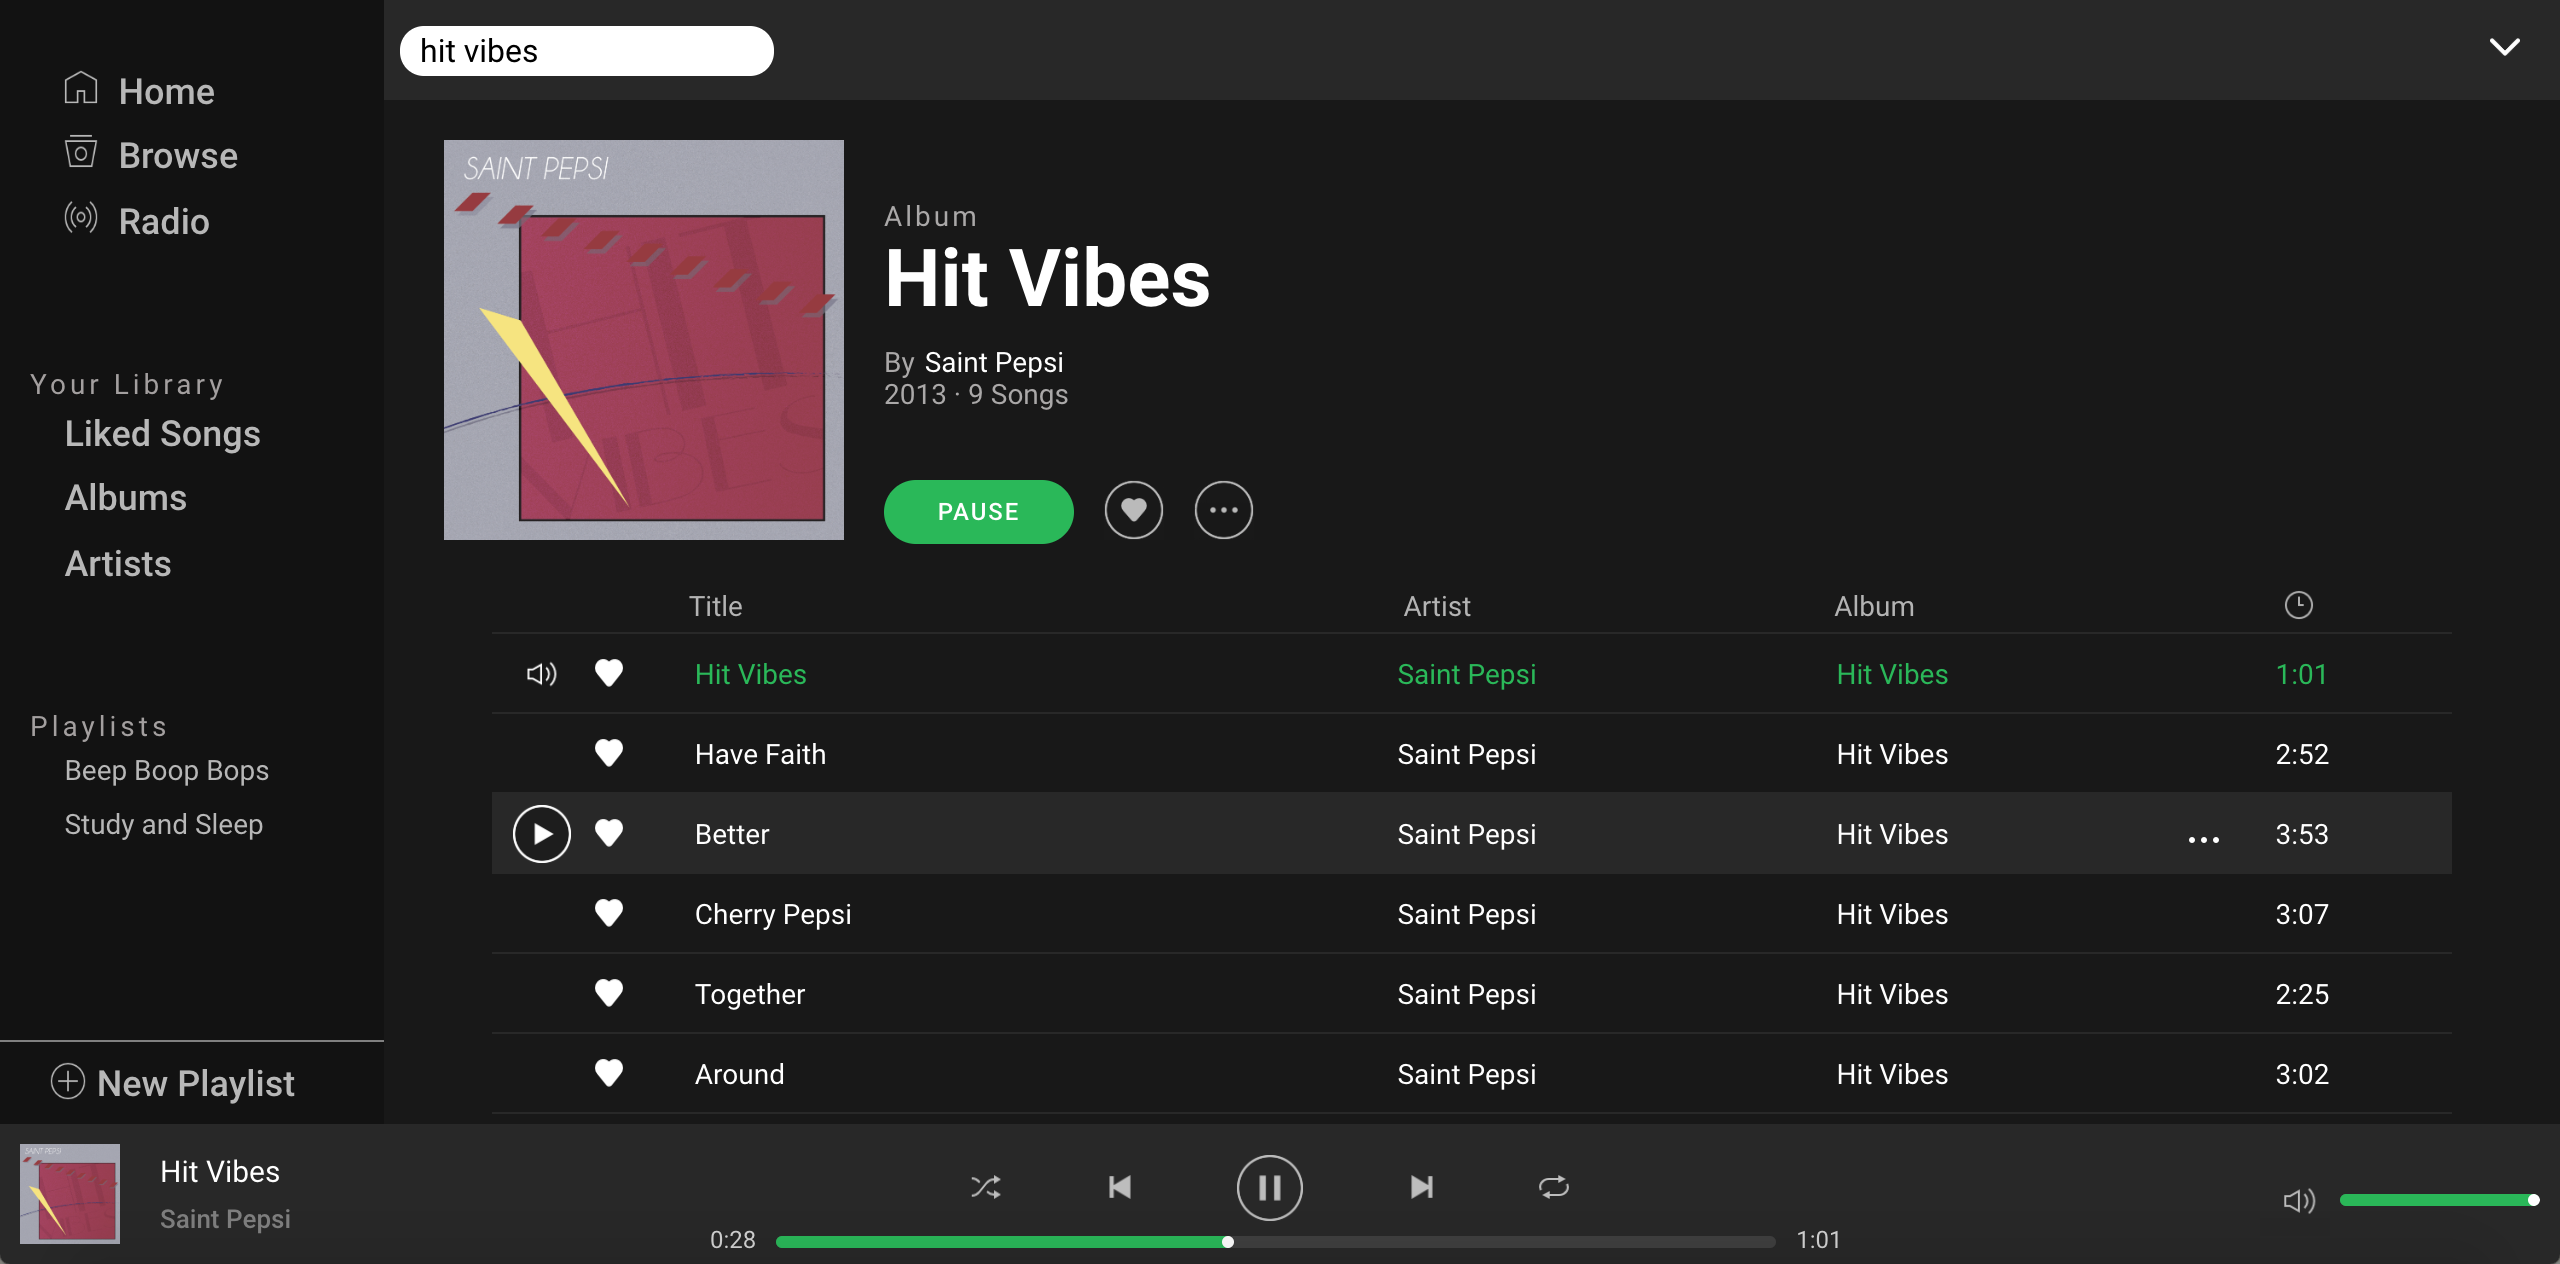 hit vibes
Home
Browse
Radio
Your Library
Liked Songs
Albums
Artists
Playlists
Beep Boop Bops
Study and Sleep
New Playlist
SAINT PEPSI
HIT
VIBES
Album
Hit Vibes
By Saint Pepsi
2013 · 9 Songs
PAUSE
Title Artist Album
Hit Vibes Saint Pepsi Hit Vibes 1:01
Have Faith Saint Pepsi Hit Vibes 2:52
Better Saint Pepsi Hit Vibes ... 3:53
Cherry Pepsi Saint Pepsi Hit Vibes 3:07
Together Saint Pepsi Hit Vibes 2:25
Around Saint Pepsi Hit Vibes 3:02
SAINT PEPSI
Hit Vibes
Saint Pepsi
0:28 1:01